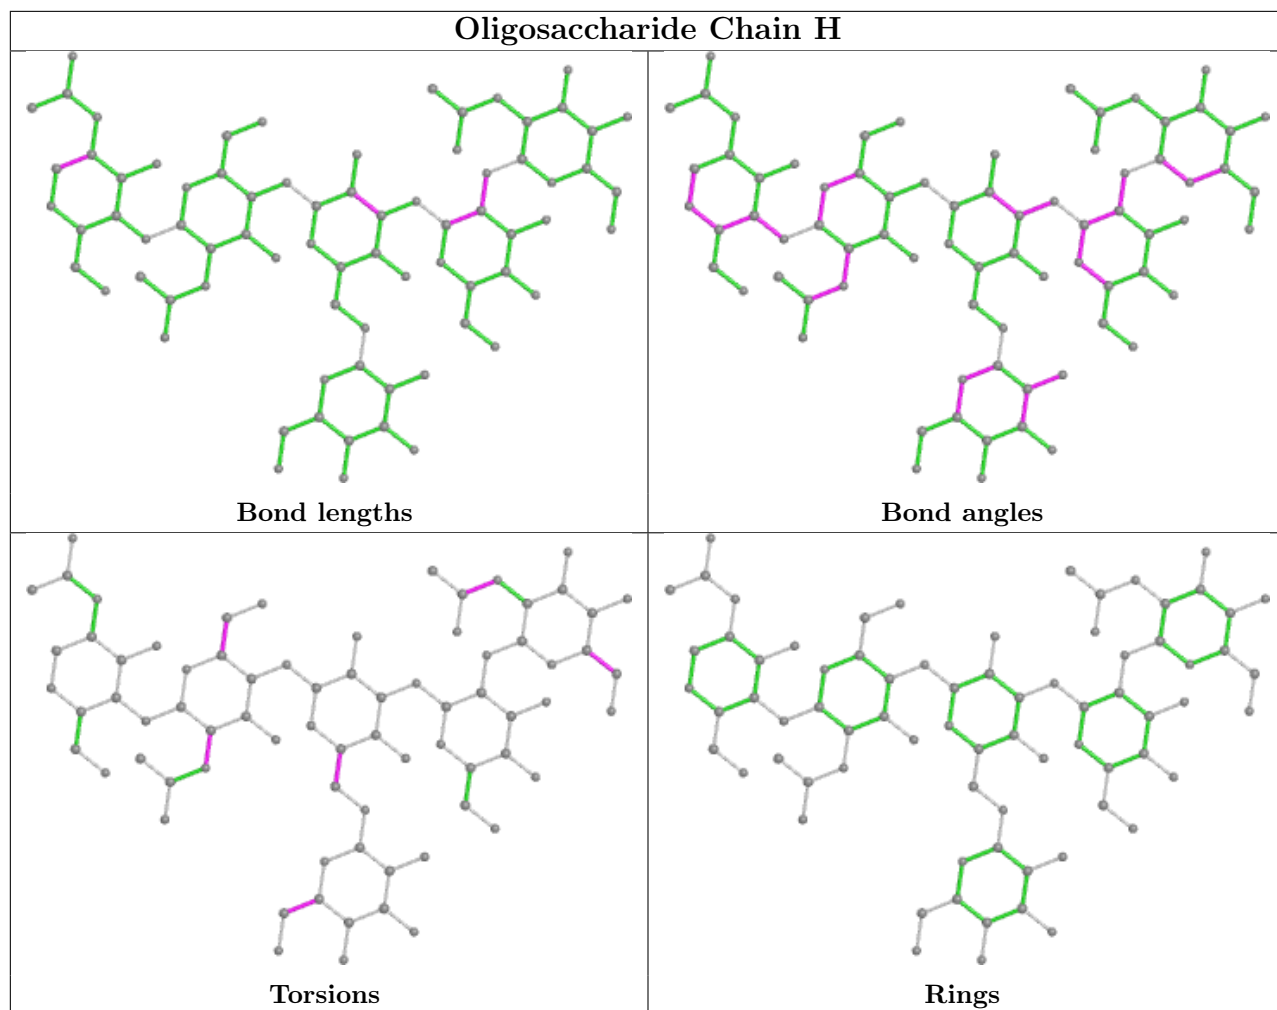 Oligosaccharide Chain H
Bond lengths
Bond angles
Torsions
Rings